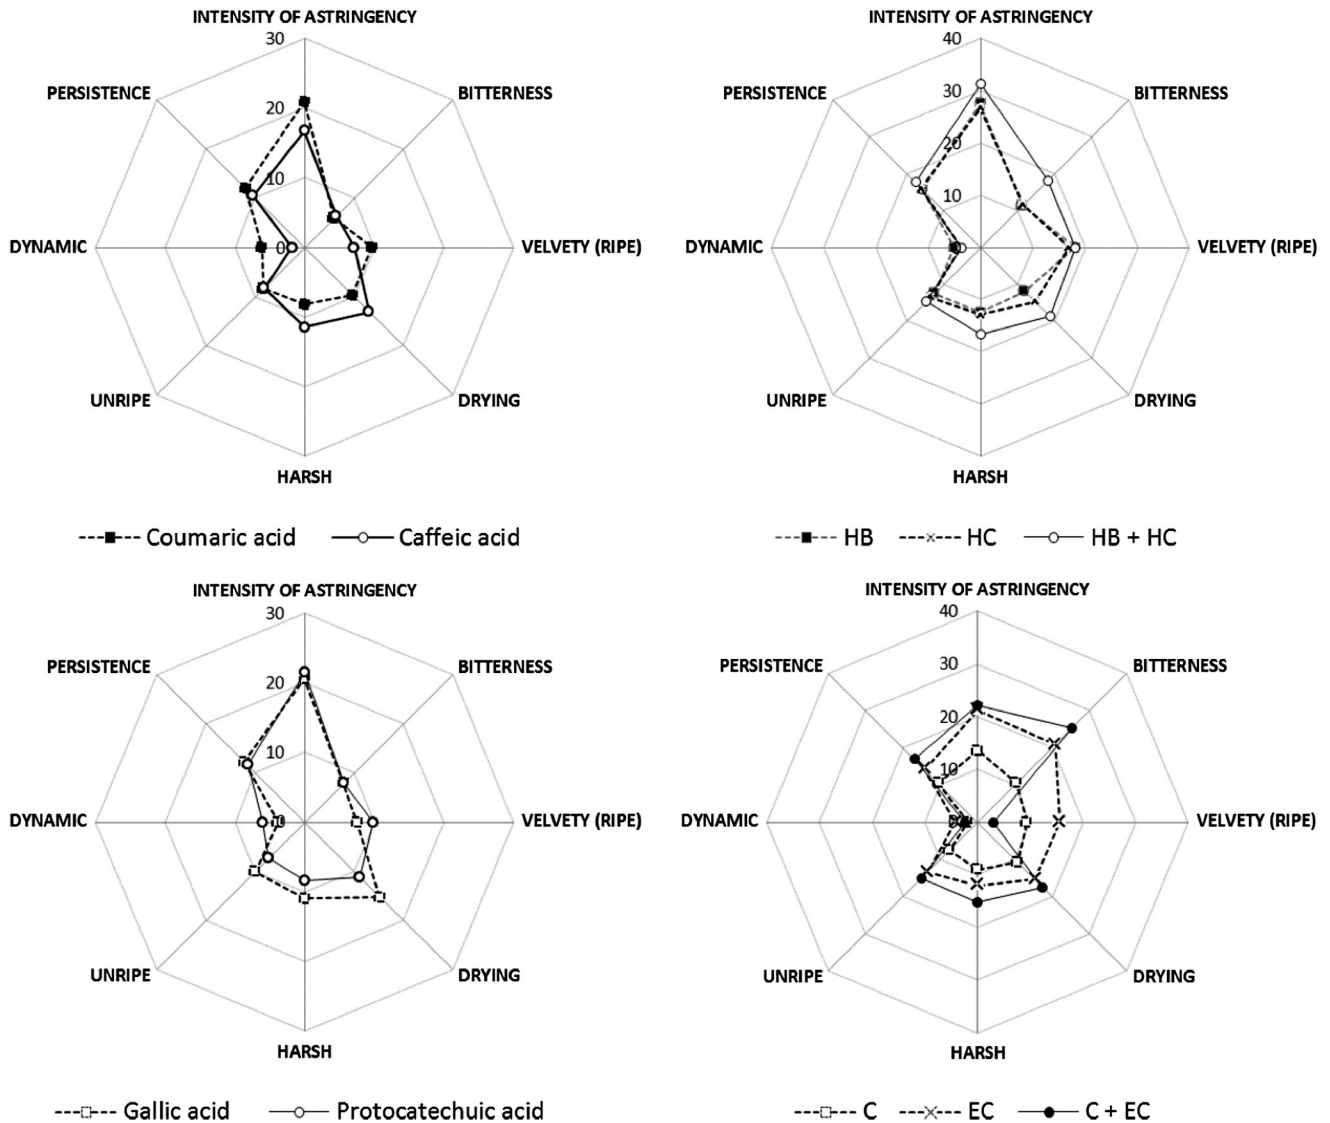 INTENSITY OF ASTRINGENCY
30
PERSISTENCE
BITTERNESS
20
10
DYNAMIC
0
VELVETY (RIPE)
UNRIPE
DRYING
HARSH
Coumaric acid Caffeic acid
INTENSITY OF ASTRINGENCY
40
PERSISTENCE
30
BITTERNESS
20
10
DYNAMIC
VELVETY (RIPE)
UNRIPE
DRYING
HARSH
HB HC HB + HC
INTENSITY OF ASTRINGENCY
30
PERSISTENCE
BITTERNESS
20
10
DYNAMIC
0
VELVETY (RIPE)
UNRIPE
DRYING
HARSH
Gallic acid Protocatechuic acid
INTENSITY OF ASTRINGENCY
40
PERSISTENCE
30
BITTERNESS
20
10
DYNAMIC
VELVETY (RIPE)
UNRIPE
DRYING
HARSH
C EC C + EC